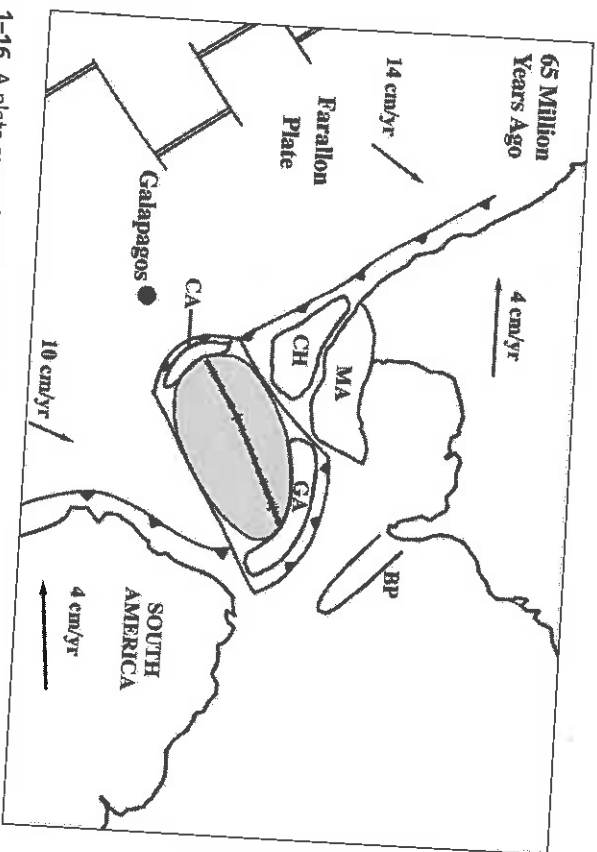 65 Million
Years Ago
4 cm/yr
14 cm/yr
Farallon
Plate
MA
CH
BP
GA
CA
Galapagos
10 cm/yr
SOUTH
AMERICA
4 cm/yr
1-16 A plate